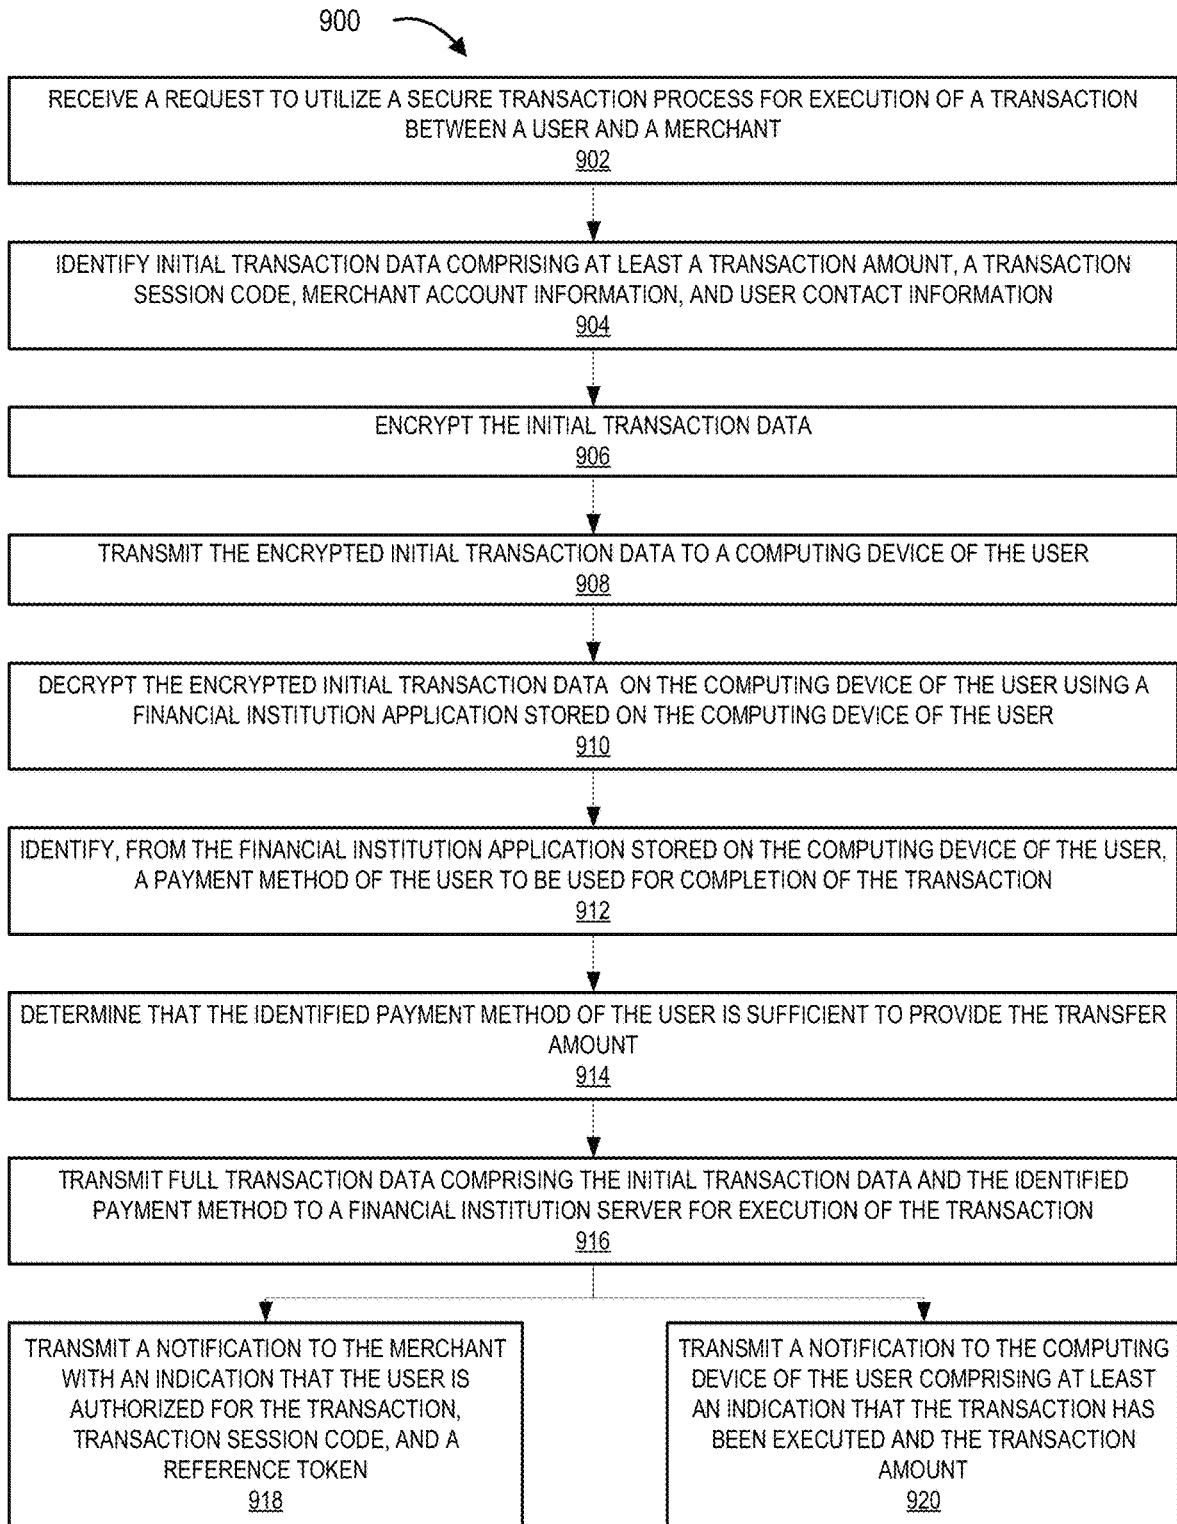 900
RECEIVE A REQUEST TO UTILIZE A SECURE TRANSACTION PROCESS FOR EXECUTION OF A TRANSACTION
BETWEEN A USER AND A MERCHANT
902
IDENTIFY INITIAL TRANSACTION DATA COMPRISING AT LEAST A TRANSACTION AMOUNT, A TRANSACTION
SESSION CODE, MERCHANT ACCOUNT INFORMATION, AND USER CONTACT INFORMATION
904
ENCRYPT THE INITIAL TRANSACTION DATA
906
TRANSMIT THE ENCRYPTED INITIAL TRANSACTION DATA TO A COMPUTING DEVICE OF THE USER
908
DECRYPT THE ENCRYPTED INITIAL TRANSACTION DATA ON THE COMPUTING DEVICE OF THE USER USING A
FINANCIAL INSTITUTION APPLICATION STORED ON THE COMPUTING DEVICE OF THE USER
910
IDENTIFY, FROM THE FINANCIAL INSTITUTION APPLICATION STORED ON THE COMPUTING DEVICE OF THE USER,
A PAYMENT METHOD OF THE USER TO BE USED FOR COMPLETION OF THE TRANSACTION
912
DETERMINE THAT THE IDENTIFIED PAYMENT METHOD OF THE USER IS SUFFICIENT TO PROVIDE THE TRANSFER
AMOUNT
914
TRANSMIT FULL TRANSACTION DATA COMPRISING THE INITIAL TRANSACTION DATA AND THE IDENTIFIED
PAYMENT METHOD TO A FINANCIAL INSTITUTION SERVER FOR EXECUTION OF THE TRANSACTION
916
TRANSMIT A NOTIFICATION TO THE MERCHANT
WITH AN INDICATION THAT THE USER IS
AUTHORIZED FOR THE TRANSACTION,
TRANSACTION SESSION CODE, AND A
REFERENCE TOKEN
918
TRANSMIT A NOTIFICATION TO THE COMPUTING
DEVICE OF THE USER COMPRISING AT LEAST
AN INDICATION THAT THE TRANSACTION HAS
BEEN EXECUTED AND THE TRANSACTION
AMOUNT
920